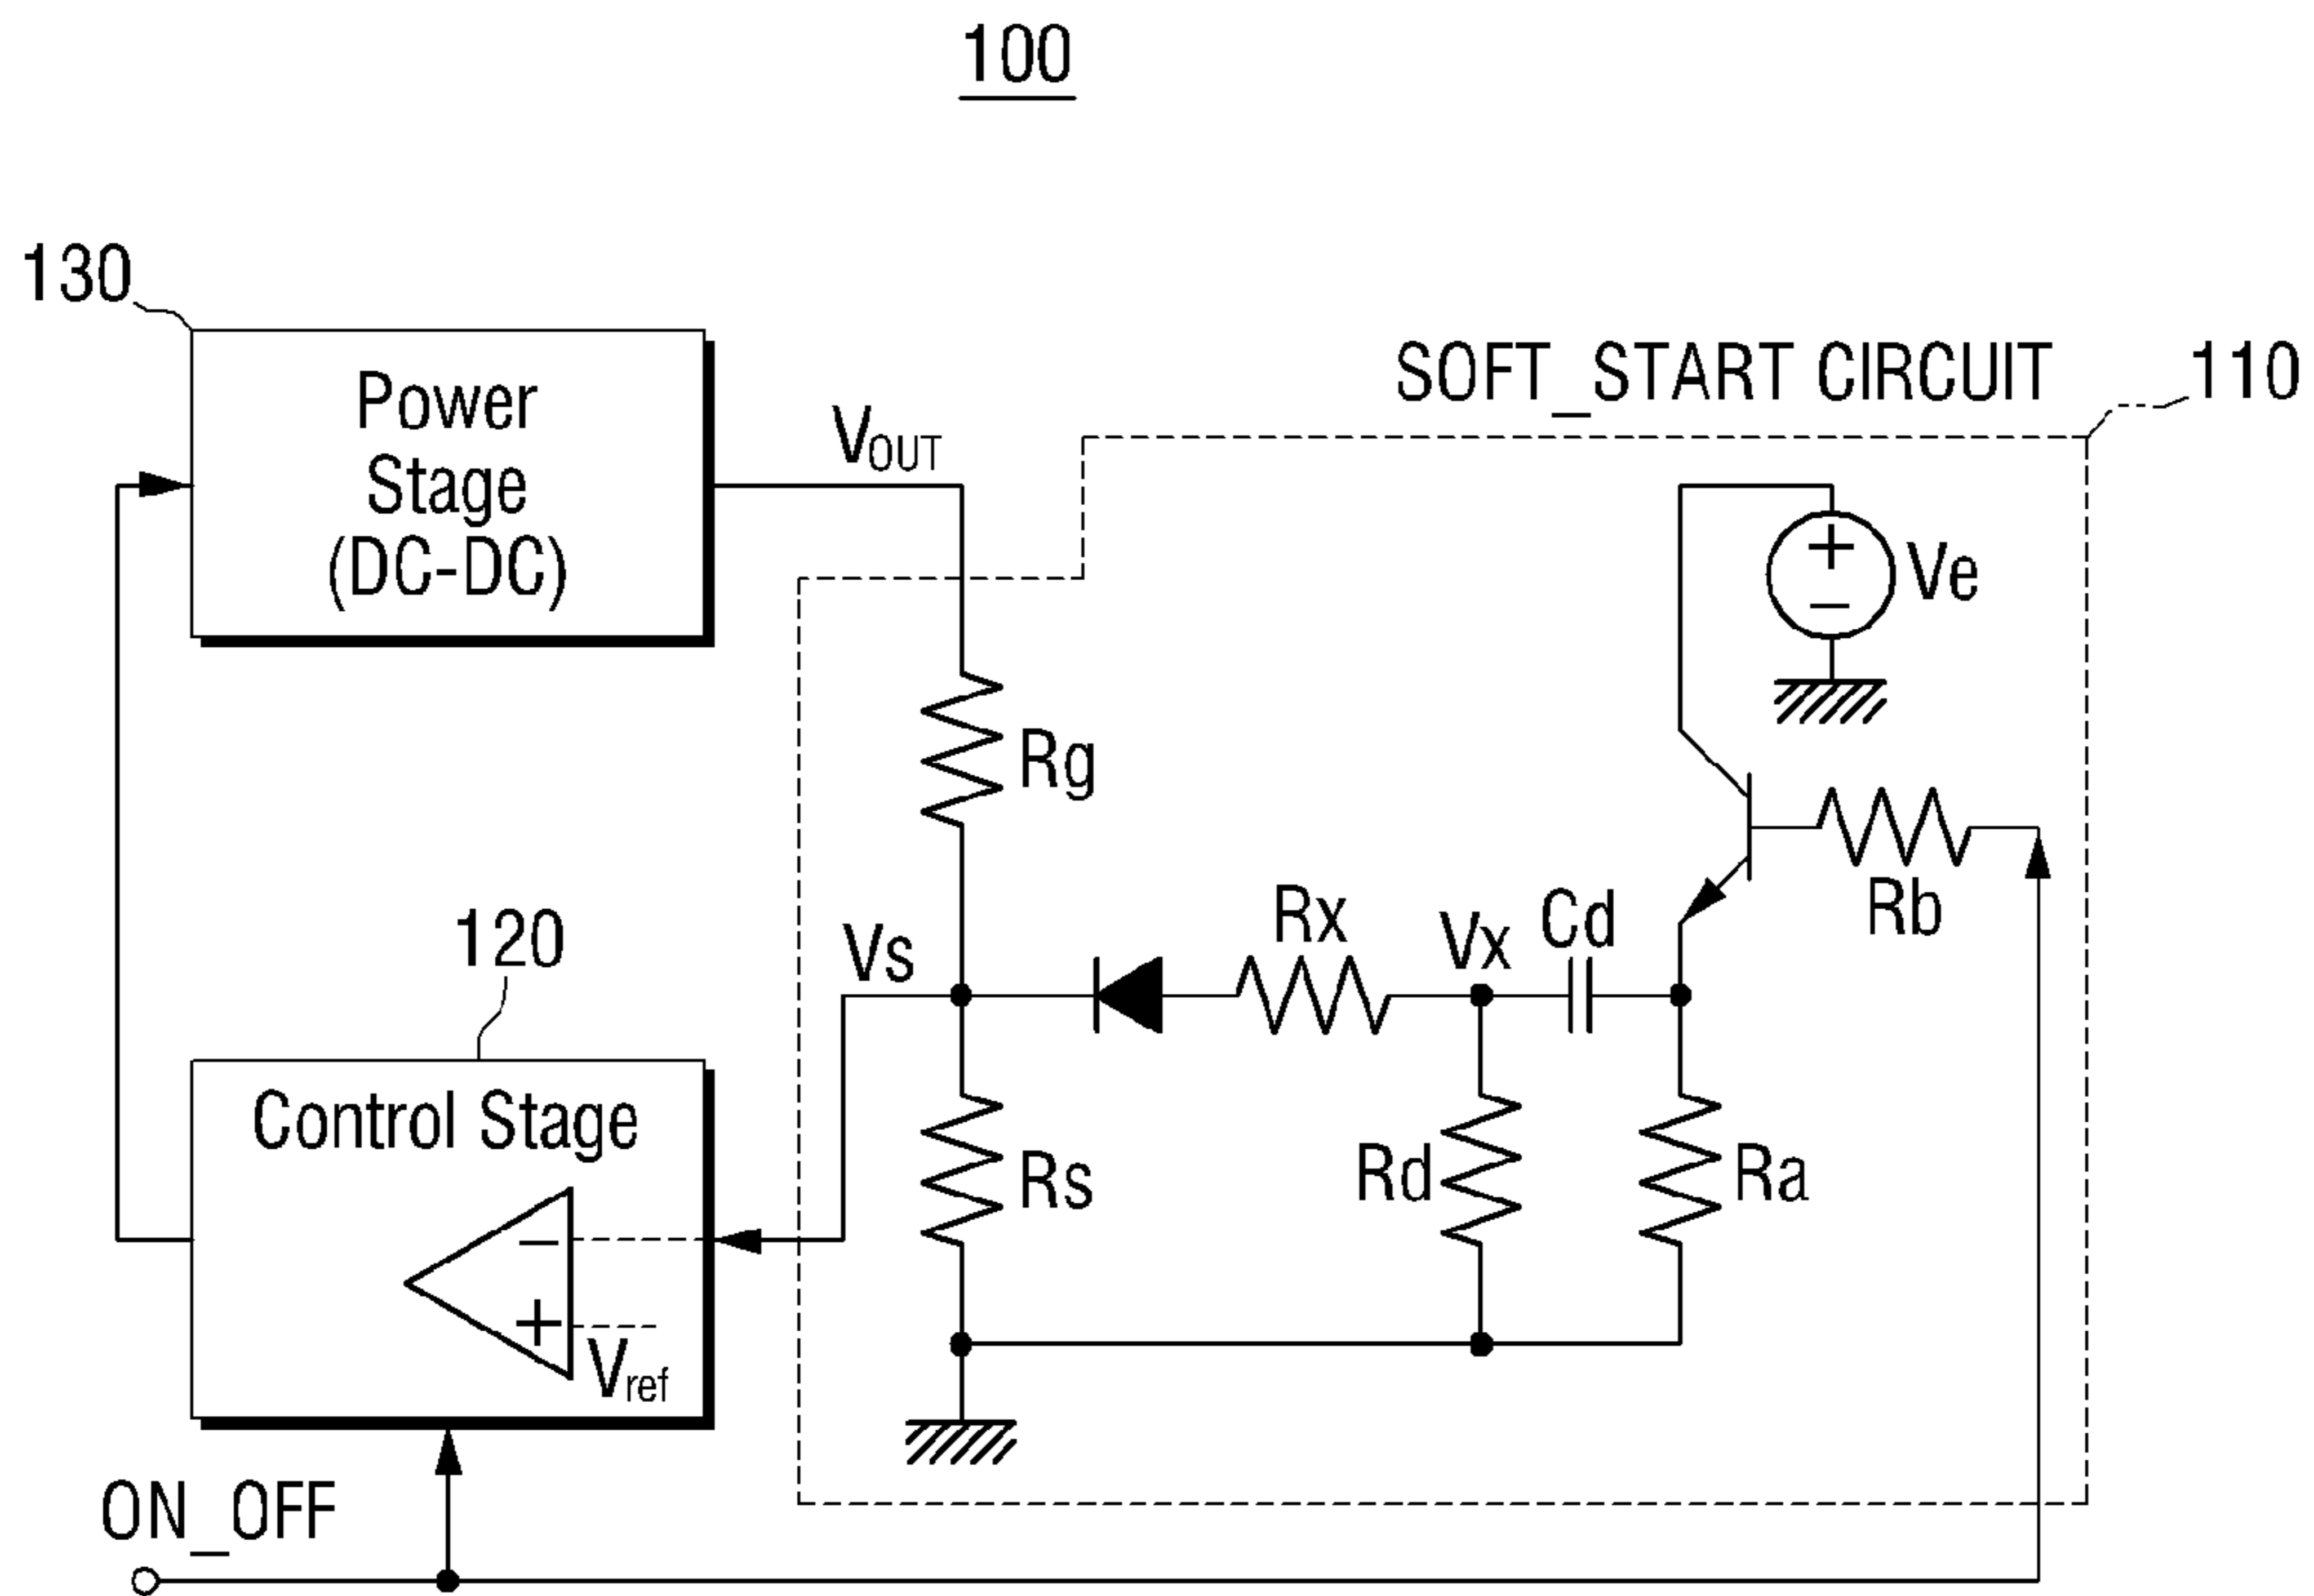 100
130
Power
Stage
(DC-DC)
VOUT
SOFT_START CIRCUIT
110
+
−
Ve
Rg
Rb
120
Vs
Rx
Vx
Cd
Control Stage
−
+
Vref
Rs
Rd
Ra
ON_OFF